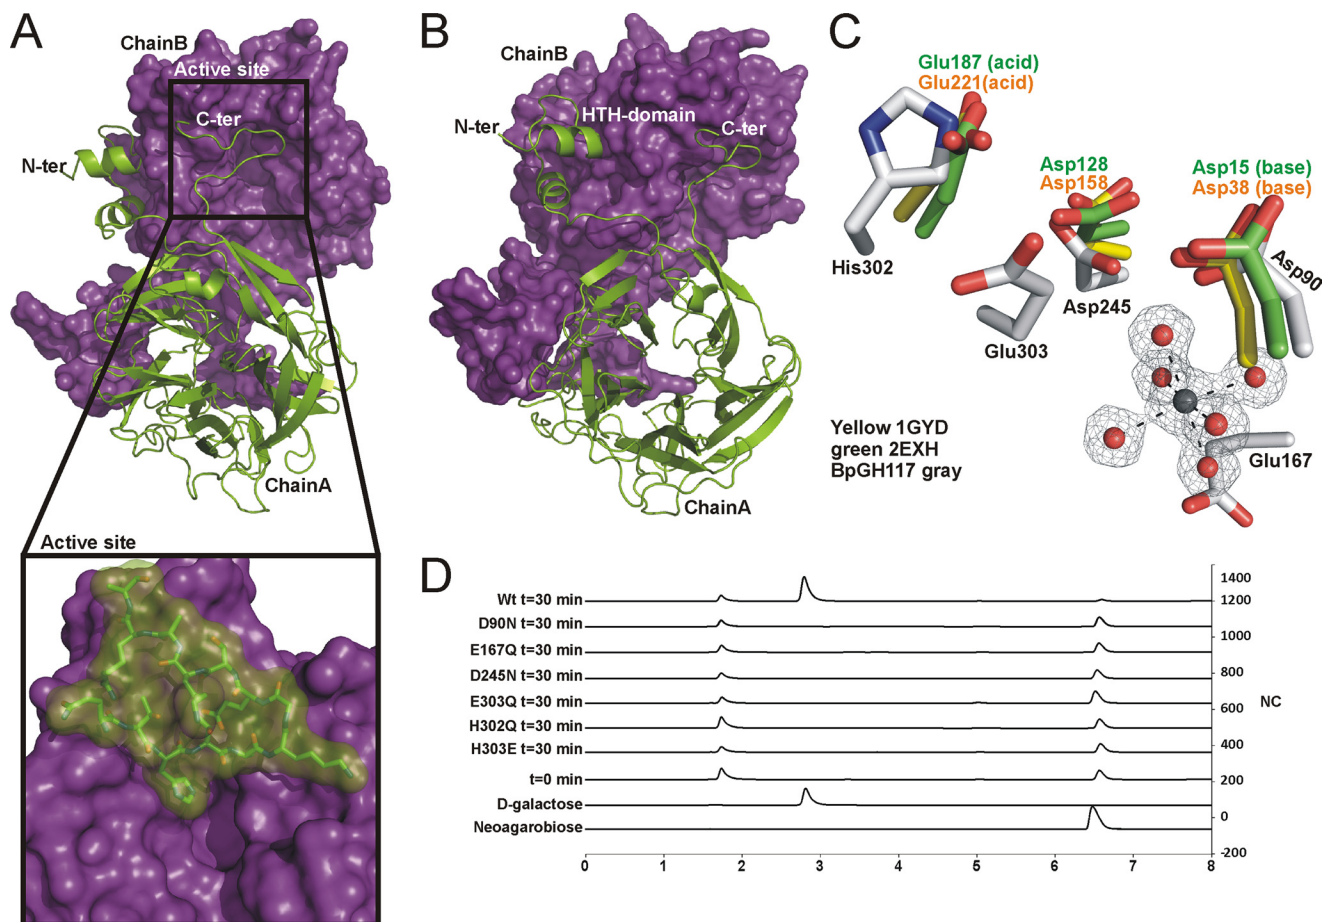 A
ChainB
Active site
C-ter
N-ter
ChainA
Active site
B
ChainB
HTH-domain
N-ter
C-ter
ChainA
C
Glu187 (acid)
Glu221(acid)
Asp128
Asp158
Asp15 (base)
Asp38 (base)
Asp90
His302
Asp245
Glu303
Glu167
Yellow 1GYD
green 2EXH
BpGH117 gray
D
Wt t=30 min
D90N t=30 min
E167Q t=30 min
D245N t=30 min
E303Q t=30 min
H302Q t=30 min
H303E t=30 min
t=0 min
D-galactose
Neoagarobiose
1400
1200
1000
800
600
400
200
0
-200
NC
0 1 2 3 4 5 6 7 8